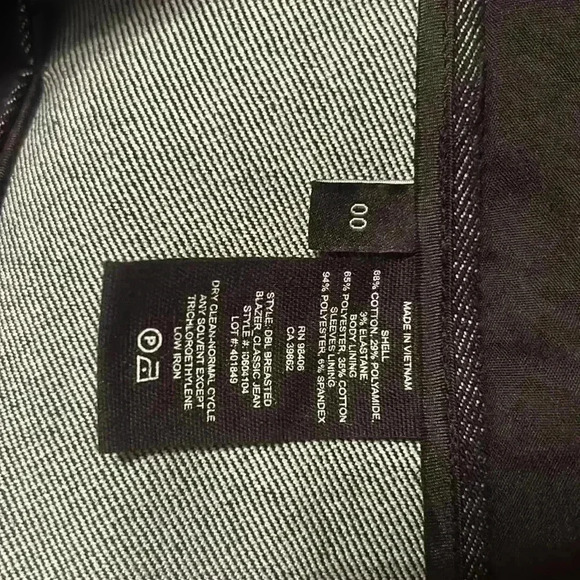 00
MADE IN VIETNAM
SHELL
68% COTTON, 29% POLYAMIDE,
3% ELASTANE
BODY LINING
65% POLYESTER, 35% COTTON
SLEEVES LINING
94% POLYESTER, 6% SPANDEX
RN 98406
CA 39662
STYLE: DBL BREASTED
BLAZER_CLASSIC JEAN
STYLE #:
LOT #: 401849
DRY CLEAN-NORMAL CYCLE
ANY SOLVENT EXCEPT
TRICHLOROETHYLENE
LOW IRON
P